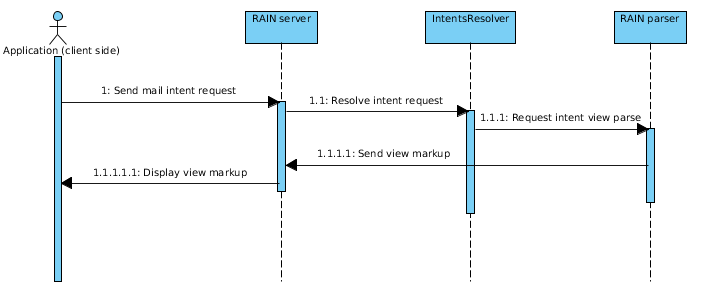 RAIN server
IntentsResolver
RAIN parser
Application (client side)
1: Send mail intent request
1.1: Resolve intent request
1.1.1: Request intent view parse
1.1.1.1: Send view markup
1.1.1.1.1: Display view markup